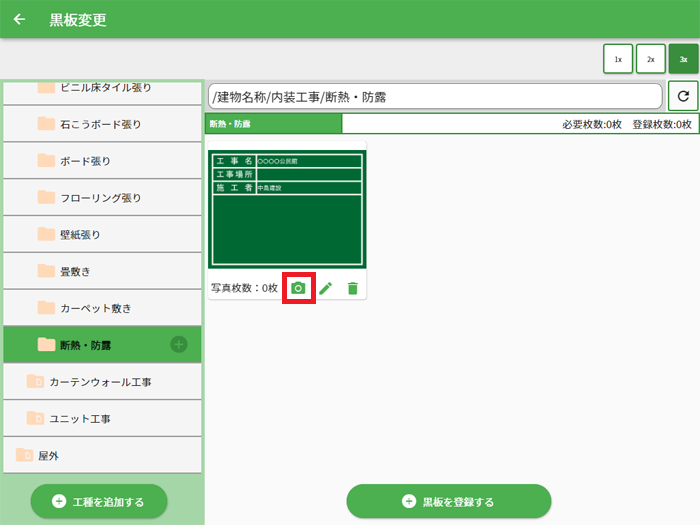 黒板変更
1x 2x 3x
ビニル床タイル張り
石こうボード張り
ボード張り
フローリング張り
壁紙張り
畳敷き
カーペット敷き
断熱・防露
カーテンウォール工事
ユニット工事
屋外
工種を追加する
/建物名称/内装工事/断熱・防露
断熱・防露 必要枚数:0枚 登録枚数:0枚
工事名 〇〇〇〇公民館
工事場所
施工者 中島建設
写真枚数：0枚
黒板を登録する